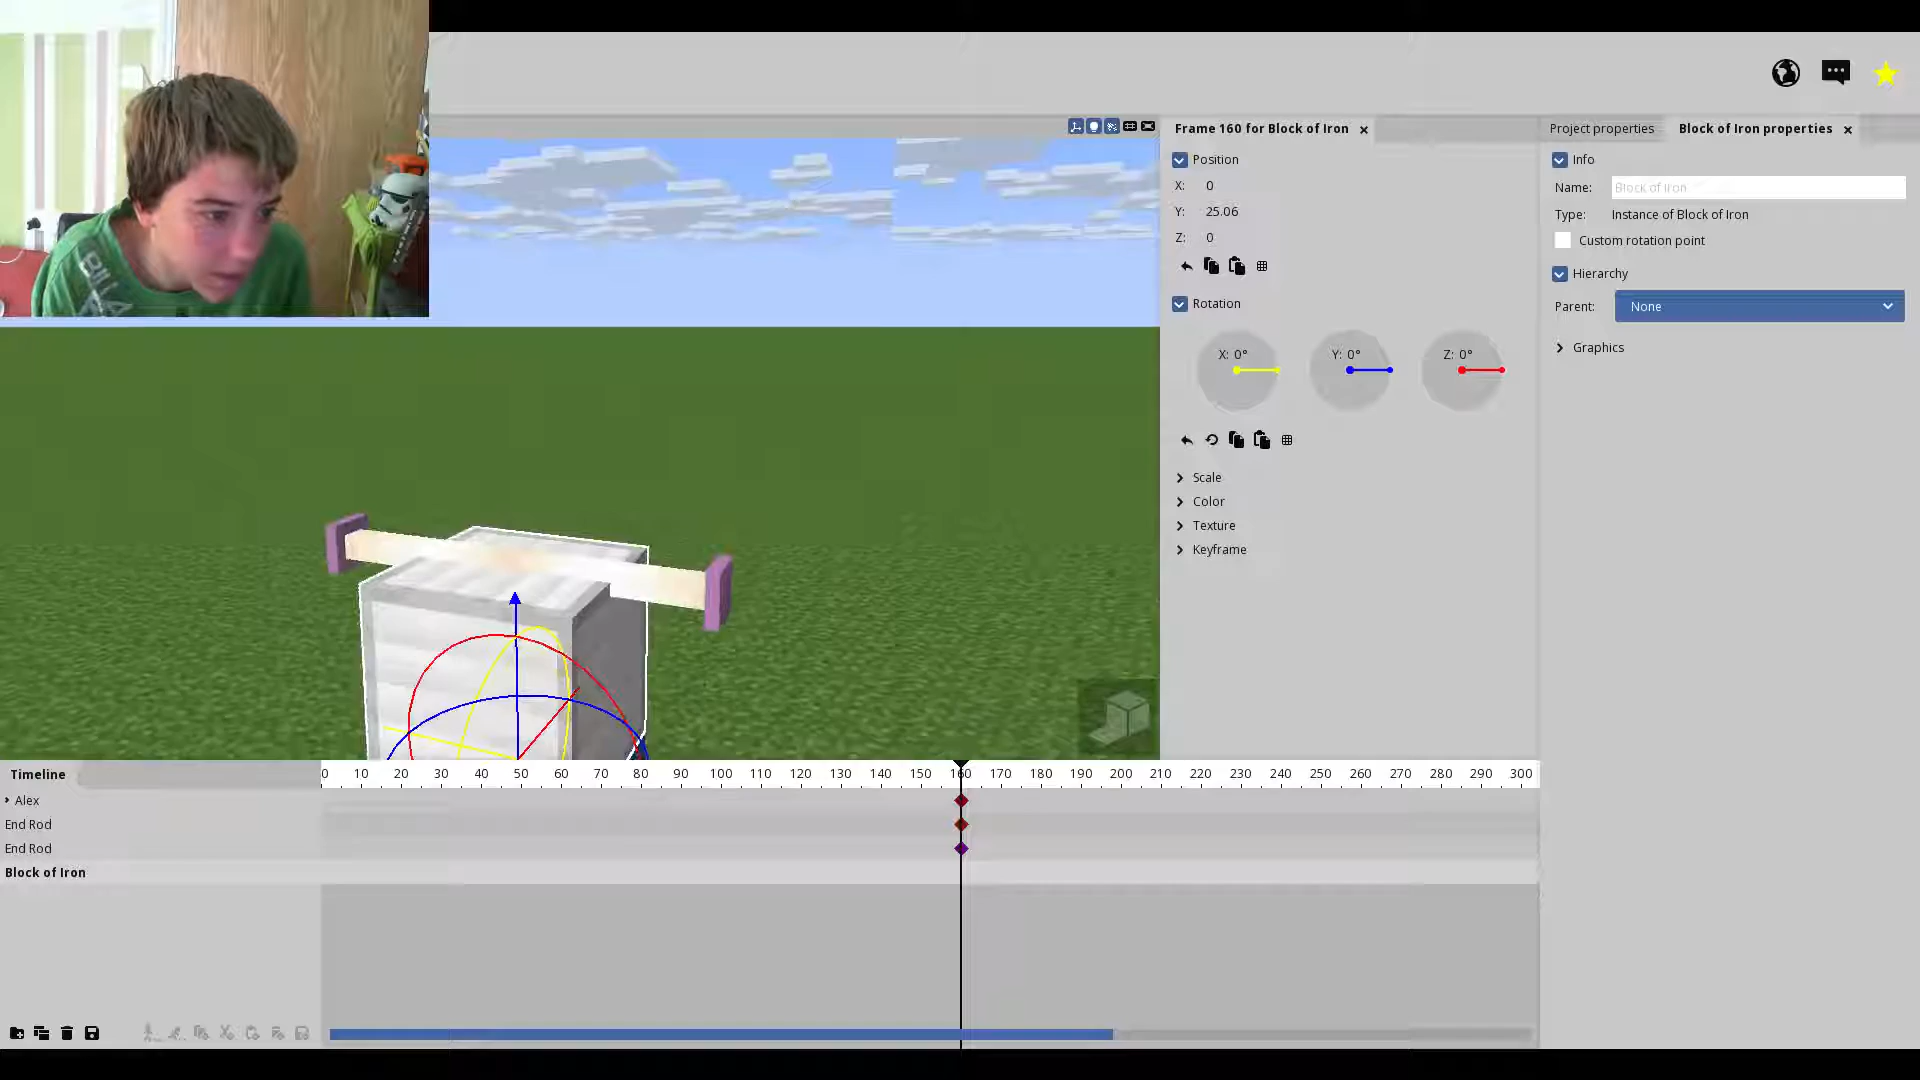 Frame 160 for Block of Iron
Project properties
Block of Iron properties
Position
X: 0
Y: 25.06
Z: 0
Rotation
X: 0°
Y: 0°
Z: 0°
Scale
Color
Texture
Keyframe
Info
Name: Block of Iron
Type: Instance of Block of Iron
Custom rotation point
Hierarchy
Parent: None
Graphics
Timeline
0 10 20 30 40 50 60 70 80 90 100 110 120 130 140 150 160 170 180 190 200 210 220 230 240 250 260 270 280 290 300
Alex
End Rod
End Rod
Block of Iron